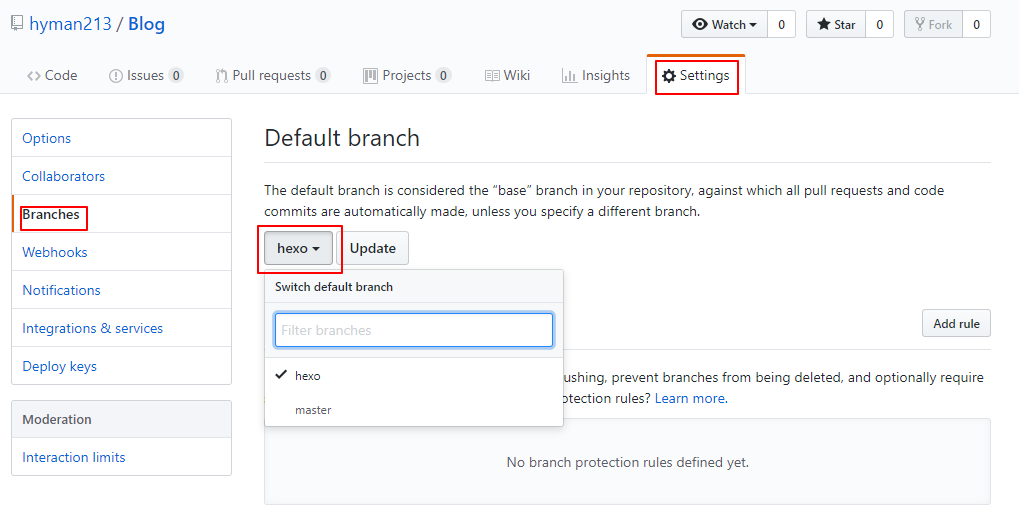 hyman213 / Blog
Watch 0
Star 0
Fork 0
Code
Issues 0
Pull requests 0
Projects 0
Wiki
Insights
Settings
Options
Collaborators
Branches
Webhooks
Notifications
Integrations & services
Deploy keys
Moderation
Interaction limits
Default branch
The default branch is considered the “base” branch in your repository, against which all pull requests and code
commits are automatically made, unless you specify a different branch.
hexo
Update
Switch default branch
Filter branches
hexo
master
Add rule
ushing, prevent branches from being deleted, and optionally require
otection rules? Learn more.
No branch protection rules defined yet.